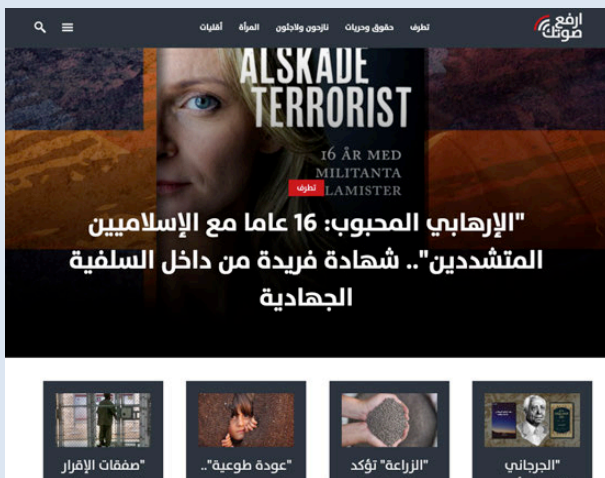 ارفع
صوتك
تطرف حقوق وحريات نازحون ولاجئون المرأة أقليات
ALSKADE
TERRORIST
16 ÅR MED
MILITANTA
LAMISTER
تطرف
"الإرهابي المحبوب: 16 عاما مع الإسلاميين
المتشددين".. شهادة فريدة من داخل السلفية
الجهادية
"الجرجاني
"الزراعة" تؤكد
"عودة طوعية"..
"صفقات الإقرار